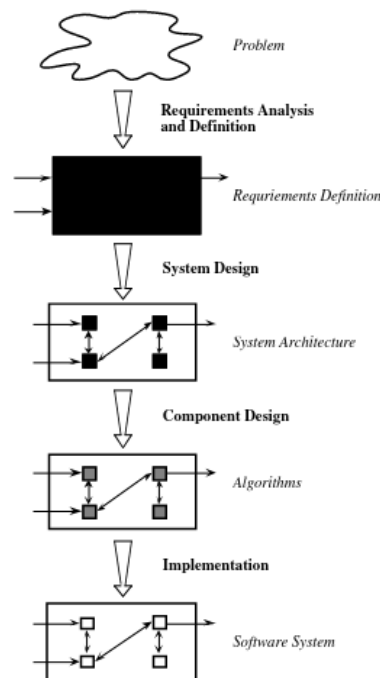 Problem
Requirements Analysis
and Definition
Requriements Definition
System Design
System Architecture
Component Design
Algorithms
Implementation
Software System